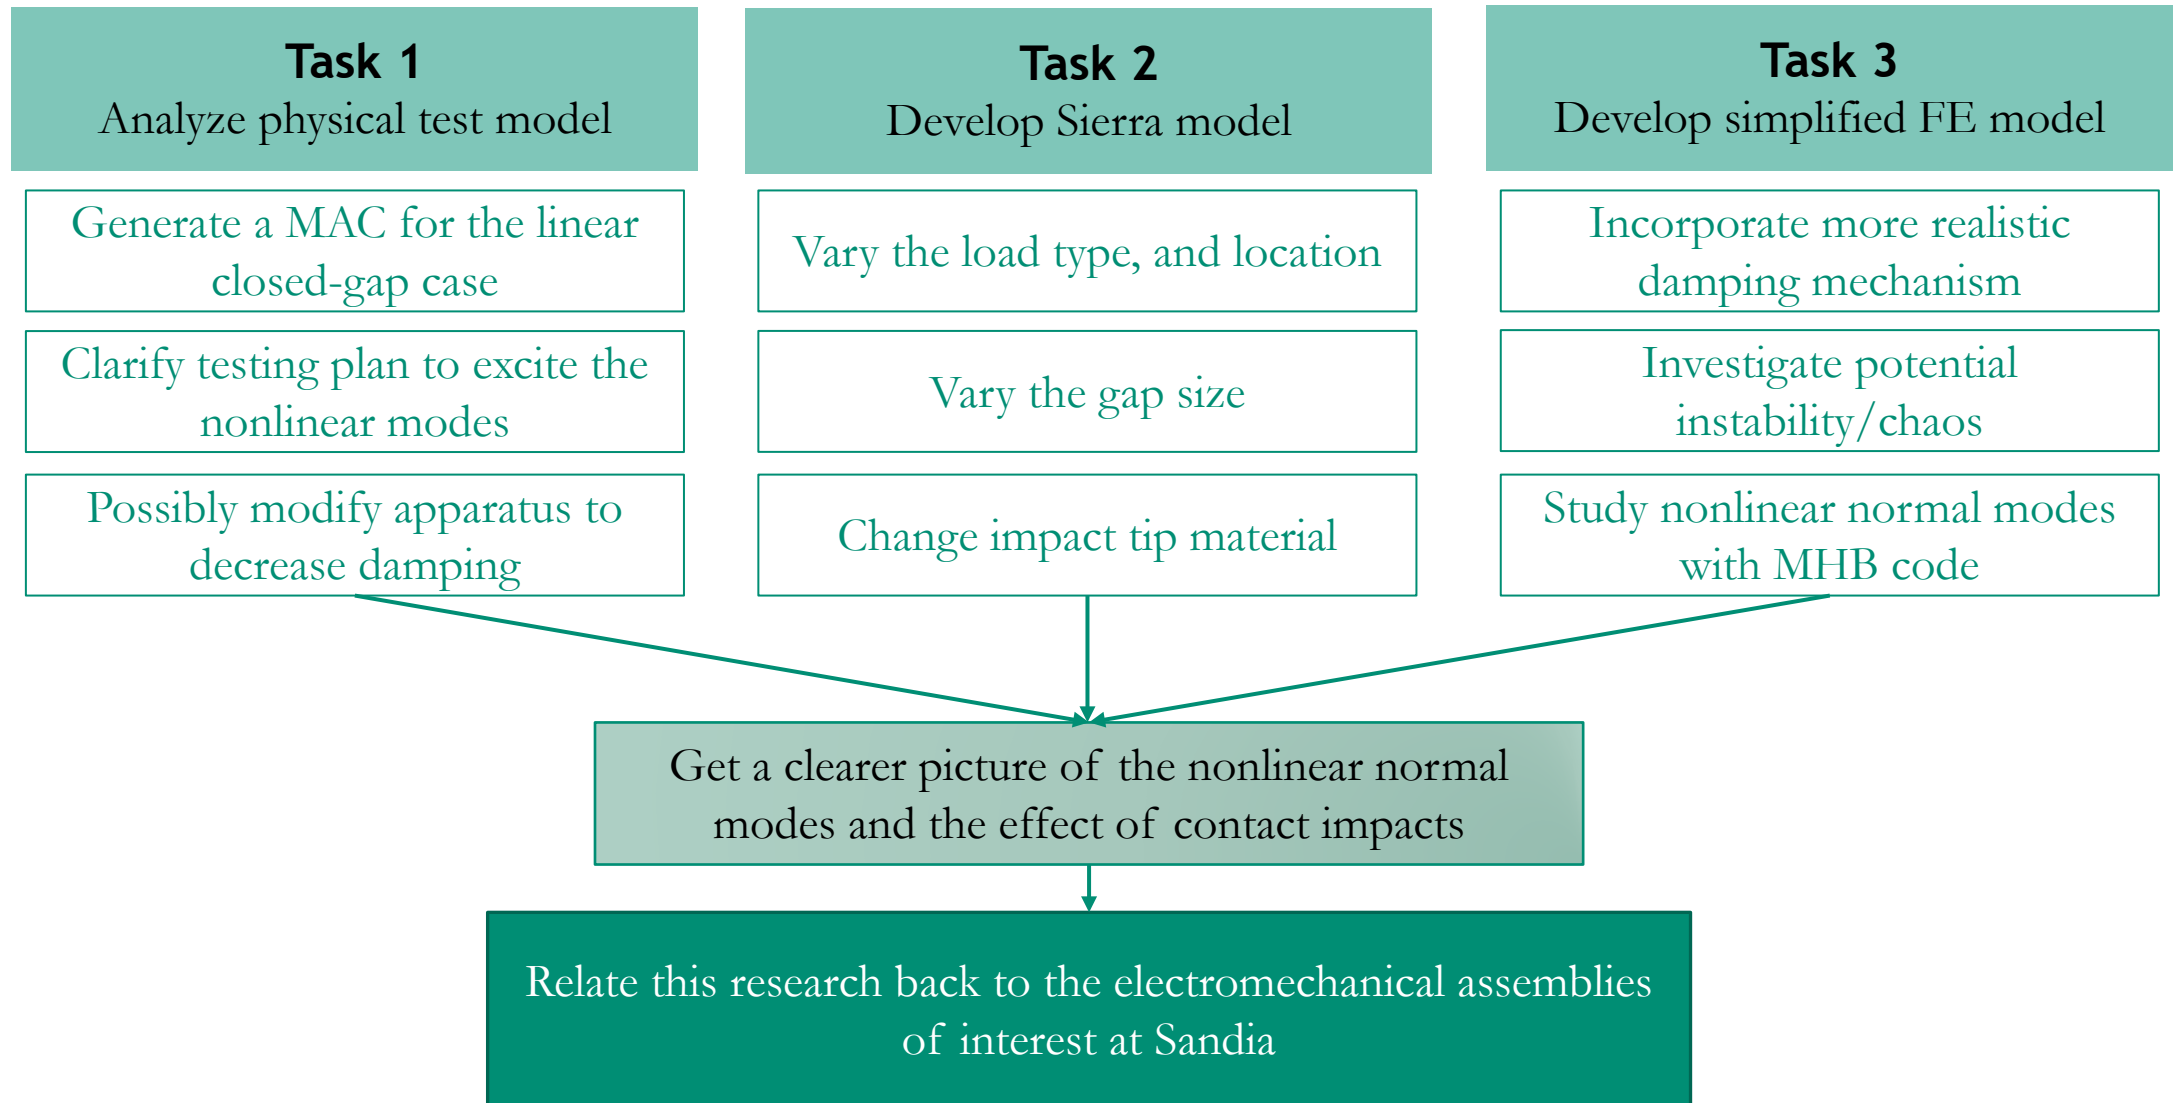 Task 1
Analyze physical test model
Generate a MAC for the linear
closed-gap case
Clarify testing plan to excite the
nonlinear modes
Possibly modify apparatus to
decrease damping
Task 2
Develop Sierra model
Vary the load type, and location
Vary the gap size
Change impact tip material
Task 3
Develop simplified FE model
Incorporate more realistic
damping mechanism
Investigate potential
instability/chaos
Study nonlinear normal modes
with MHB code
Get a clearer picture of the nonlinear normal
modes and the effect of contact impacts
Relate this research back to the electromechanical assemblies
of interest at Sandia